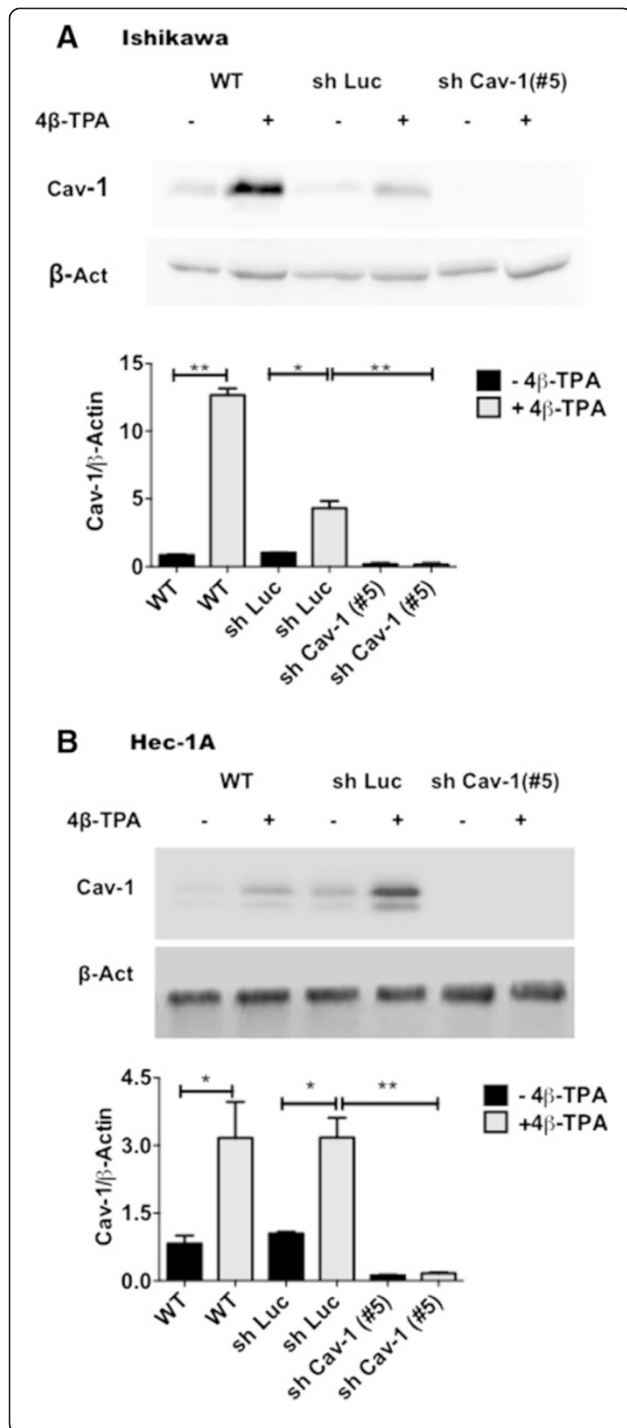 A Ishikawa
WT sh Luc sh Cav-1(#5)
4β-TPA - + - + - +
Cav-1
β-Act
15
10
5
0
Cav-1/β-Actin
** * **
- 4β-TPA
+ 4β-TPA
WT WT sh Luc sh Luc sh Cav-1 (#5) sh Cav-1 (#5)
B Hec-1A
WT sh Luc sh Cav-1(#5)
4β-TPA - + - + - +
Cav-1
β-Act
4.5
3.0
1.5
0.0
Cav-1/β-Actin
* * **
- 4β-TPA
+4β-TPA
WT WT sh Luc sh Luc sh Cav-1 (#5) sh Cav-1 (#5)